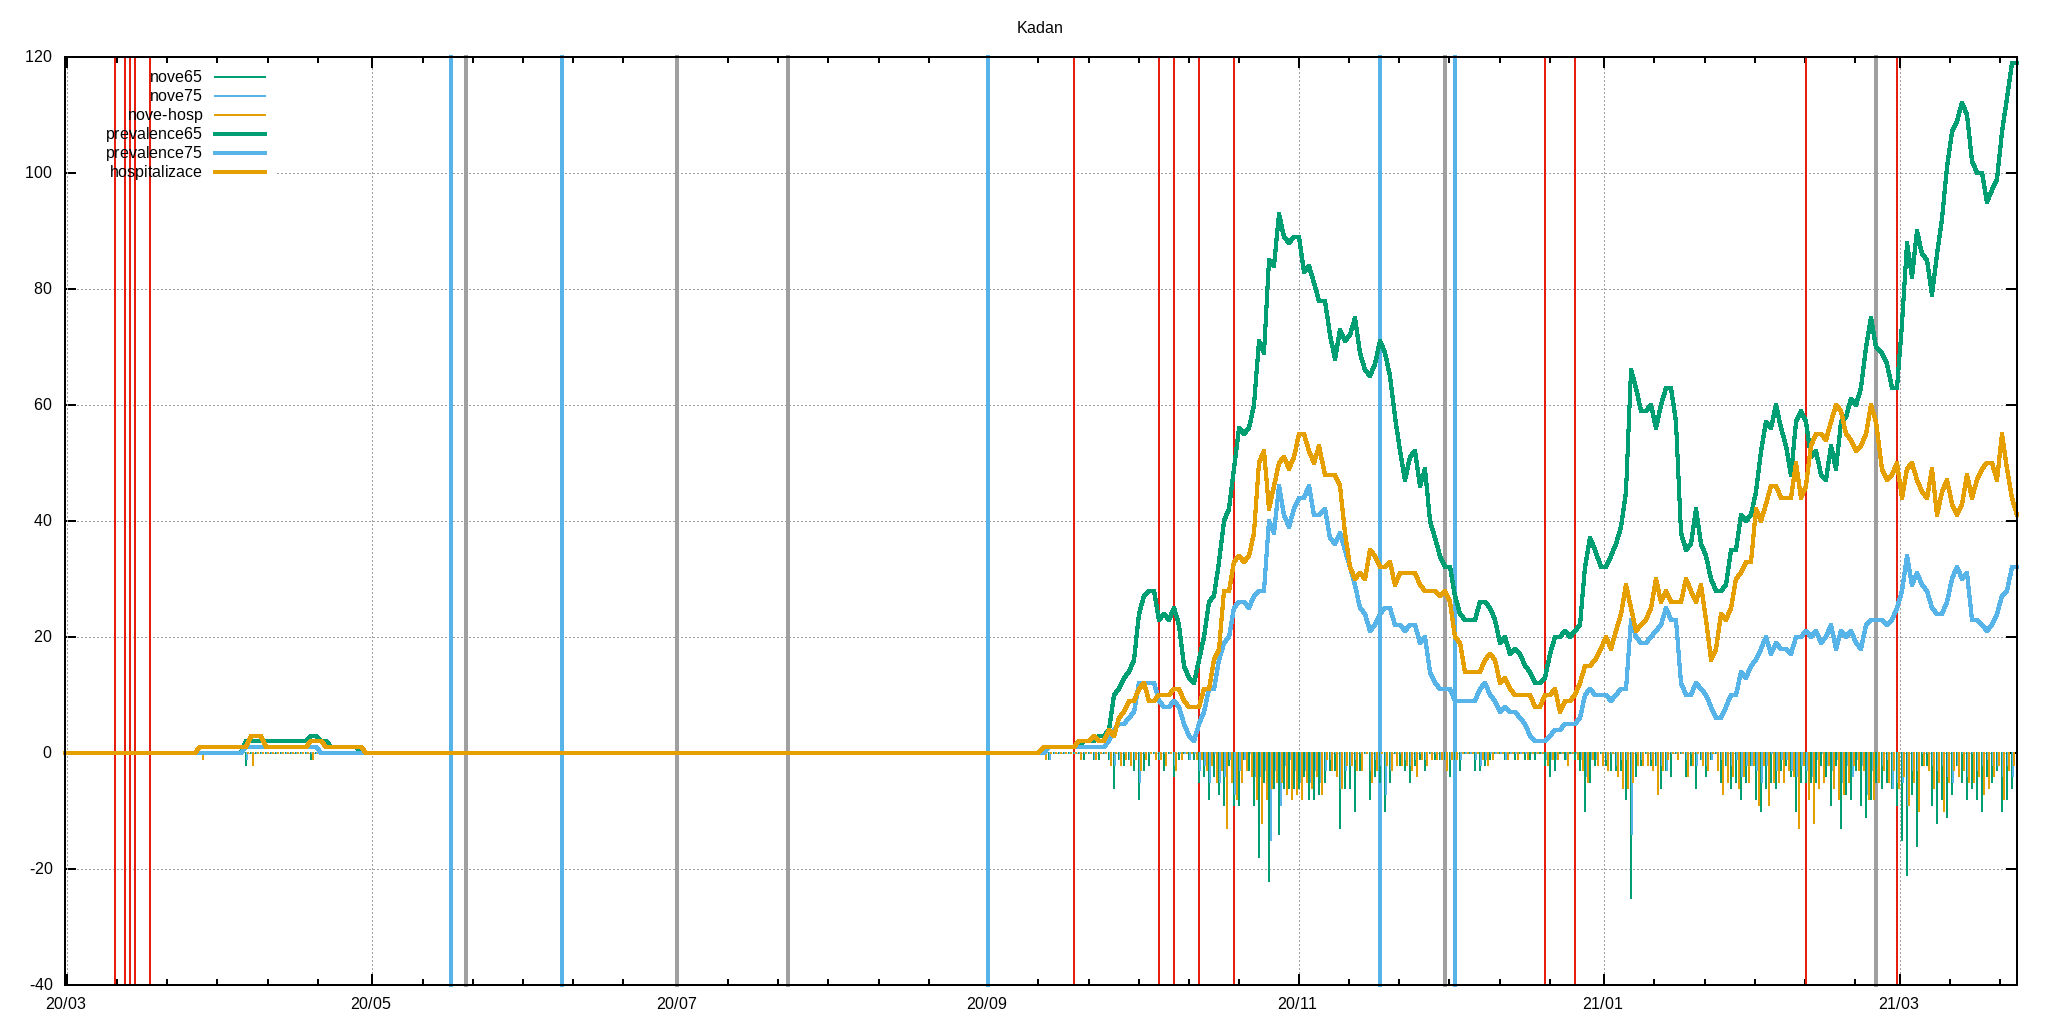 Kadan
120
nove65
nove75
nove-hosp
prevalence65
prevalence75
hospitalizace
100
80
60
40
20
0
-20
-40
20/03 20/05 20/07 20/09 20/11 21/01 21/03